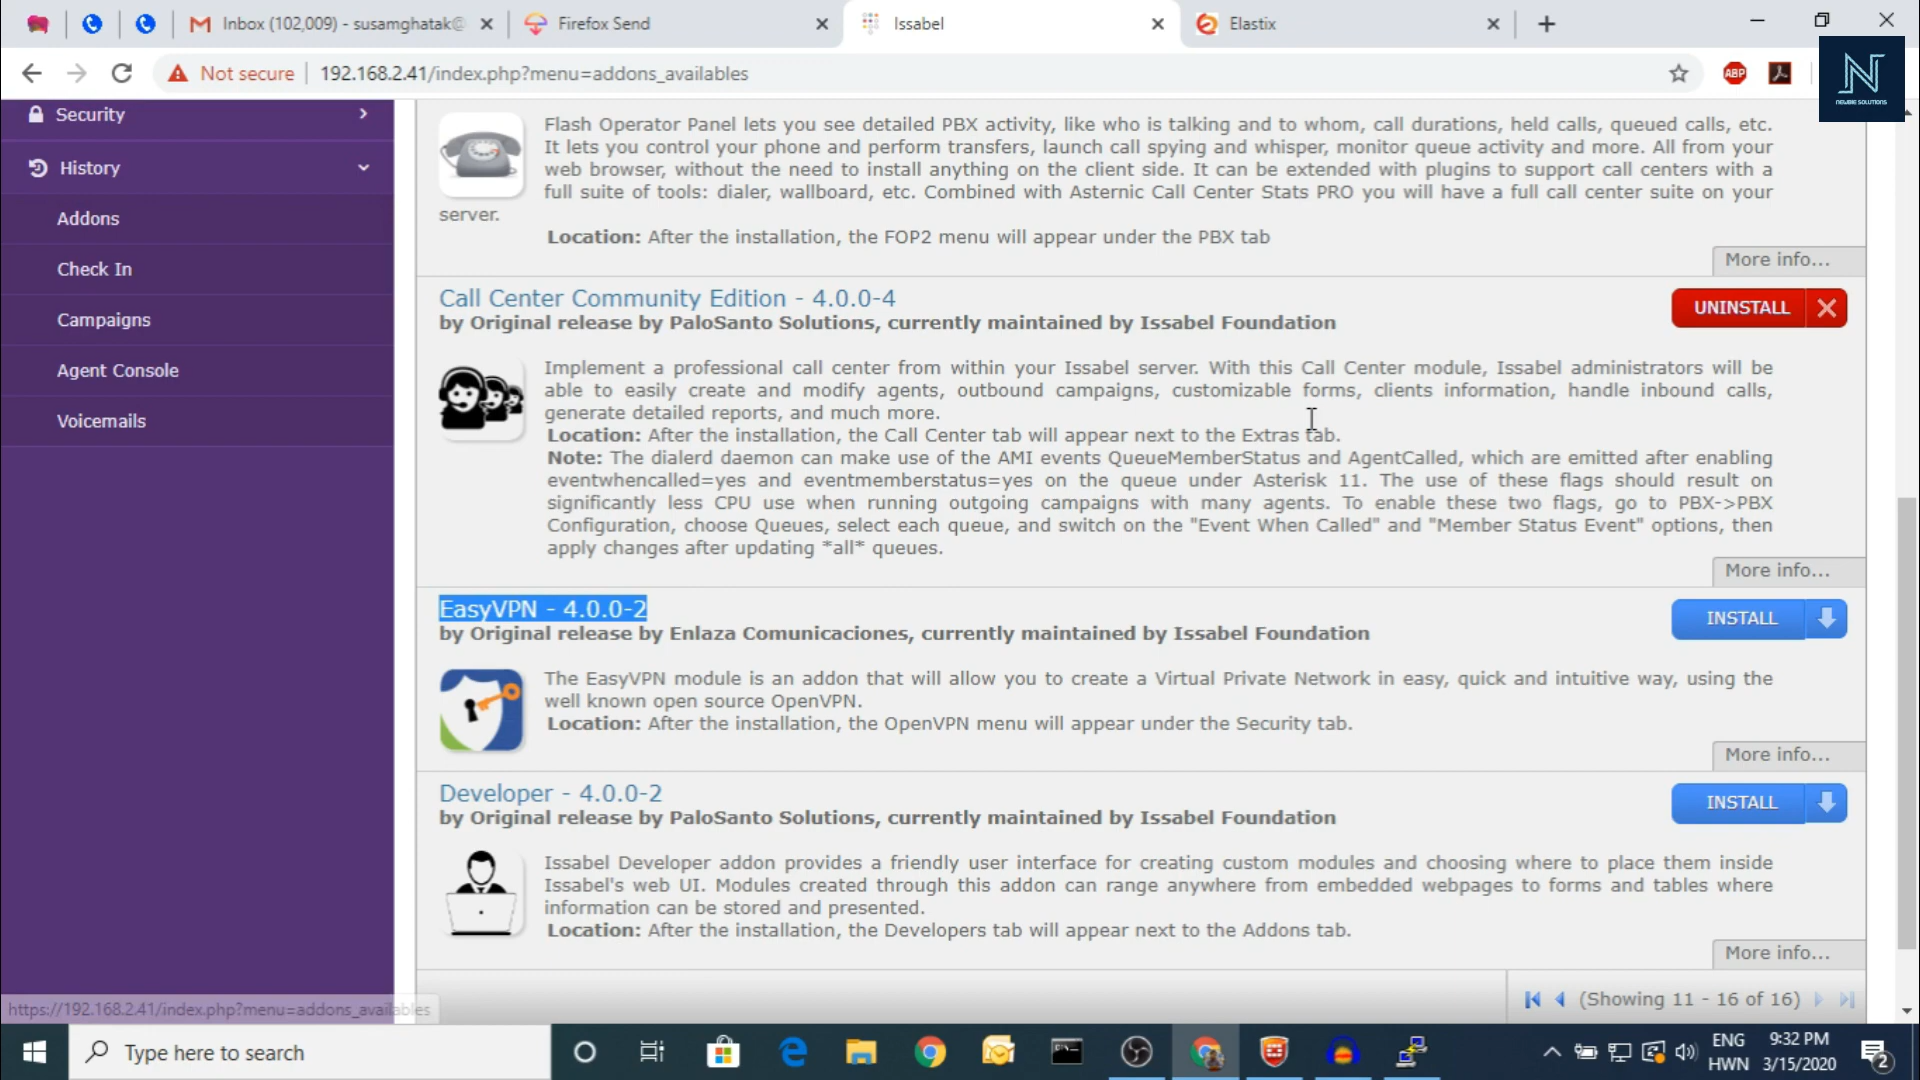 Inbox (102,009) - susamghatak@
Firefox Send
Issabel
Elastix
Not secure
192.168.2.41/index.php?menu=addons_available
ABP
N
NEWBIE SOLUTIONS
Security
History
Addons
Check In
Campaigns
Agent Console
Voicemails
Flash Operator Panel lets you see detailed PBX activity, like who is talking and to whom, call durations, held calls, queued calls, etc.
It lets you control your phone and perform transfers, launch call spying and whisper, monitor queue activity and more. All from your
web browser, without the need to install anything on the client side. It can be extended with plugins to support call centers with a
full suite of tools: dialer, wallboard, etc. Combined with Asternic Call Center Stats PRO you will have a full call center suite on your
server.
Location: After the installation, the FOP2 menu will appear under the PBX tab
More info...
Call Center Community Edition - 4.0.0-4
UNINSTALL
by Original release by PaloSanto Solutions, currently maintained by Issabel Foundation
Implement a professional call center from within your Issabel server. With this Call Center module, Issabel administrators will be
able to easily create and modify agents, outbound campaigns, customizable forms, clients information, handle inbound calls,
generate detailed reports, and much more.
Location: After the installation, the Call Center tab will appear next to the Extras tab.
Note: The dialerd daemon can make use of the AMI events QueueMemberStatus and AgentCalled, which are emitted after enabling
eventwhencalled=yes and eventmemberstatus=yes on the queue under Asterisk 11. The use of these flags should result on
significantly less CPU use when running outgoing campaigns with many agents. To enable these two flags, go to PBX->PBX
Configuration, choose Queues, select each queue, and switch on the "Event When Called" and "Member Status Event" options, then
apply changes after updating *all* queues.
More info...
EasyVPN - 4.0.0-2
INSTALL
by Original release by Enlaza Comunicaciones, currently maintained by Issabel Foundation
The EasyVPN module is an addon that will allow you to create a Virtual Private Network in easy, quick and intuitive way, using the
well known open source OpenVPN.
Location: After the installation, the OpenVPN menu will appear under the Security tab.
More info...
Developer - 4.0.0-2
INSTALL
by Original release by PaloSanto Solutions, currently maintained by Issabel Foundation
Issabel Developer addon provides a friendly user interface for creating custom modules and choosing where to place them inside
Issabel's web UI. Modules created through this addon can range anywhere from embedded webpages to forms and tables where
information can be stored and presented.
Location: After the installation, the Developers tab will appear next to the Addons tab.
More info...
(Showing 11 - 16 of 16)
https://192.168.2.41/index.php?menu=addons_availables
Type here to search
ENG
HWN
9:32 PM
3/15/2020
2